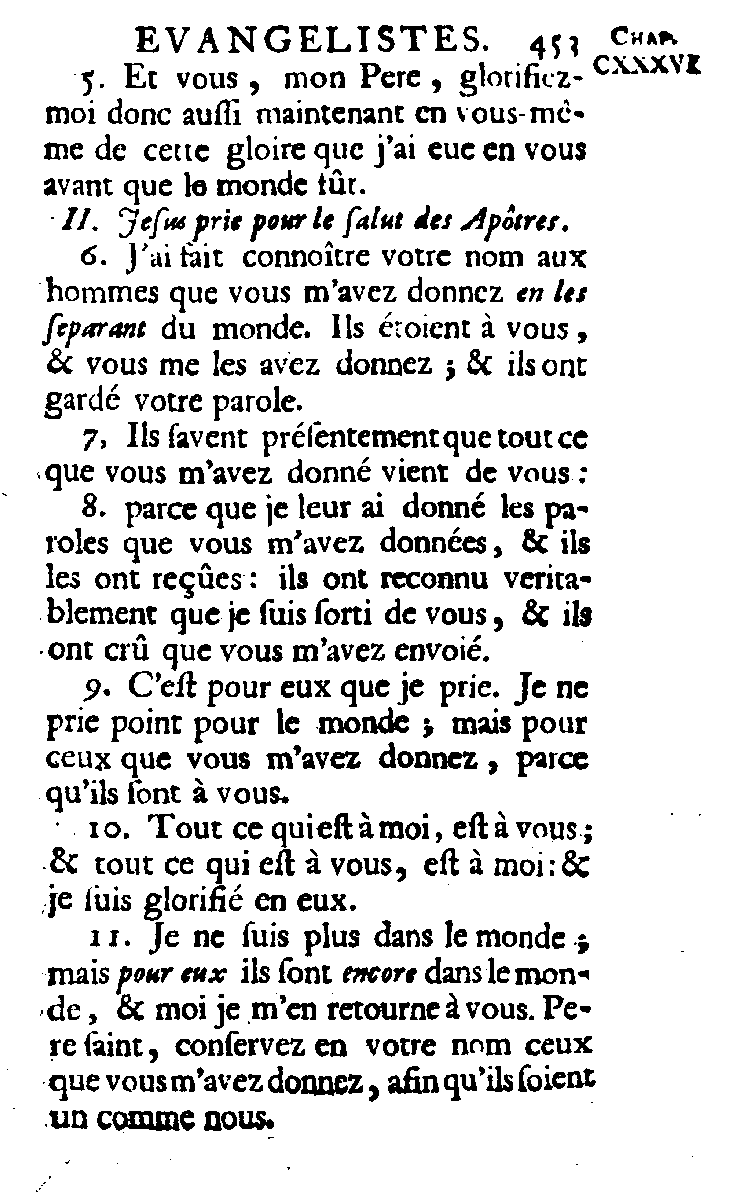 EVANGELISTES. 453 CHAP.
CXXXVI
5. Et vous, mon Pere, glorifiez-
moi donc auſſi maintenant en vous-mê-
me de cette gloire que j'ai eue en vous
avant que le monde fût.
II. Jeſus prie pour le ſalut des Apôtres.
6. J'ai fait connoître votre nom aux
hommes que vous m'avez donnez en les
ſeparant du monde. Ils étoient à vous,
& vous me les avez donnez ; & ils ont
gardé votre parole.
7. Ils ſavent préſentement que tout ce
que vous m'avez donné vient de vous :
8. parce que je leur ai donné les pa-
roles que vous m'avez données, & ils
les ont reçûes : ils ont reconnu verita-
blement que je ſuis ſorti de vous, & ils
ont crû que vous m'avez envoié.
9. C'eſt pour eux que je prie. Je ne
prie point pour le monde ; mais pour
ceux que vous m'avez donnez, parce
qu'ils ſont à vous.
10. Tout ce qui eſt à moi, eſt à vous ;
& tout ce qui eſt à vous, eſt à moi : &
je ſuis glorifié en eux.
11. Je ne ſuis plus dans le monde ;
mais pour eux ils ſont encore dans le mon-
de, & moi je m'en retourne à vous. Pe-
re ſaint, conſervez en votre nom ceux
que vous m'avez donnez, afin qu'ils ſoient
un comme nous.